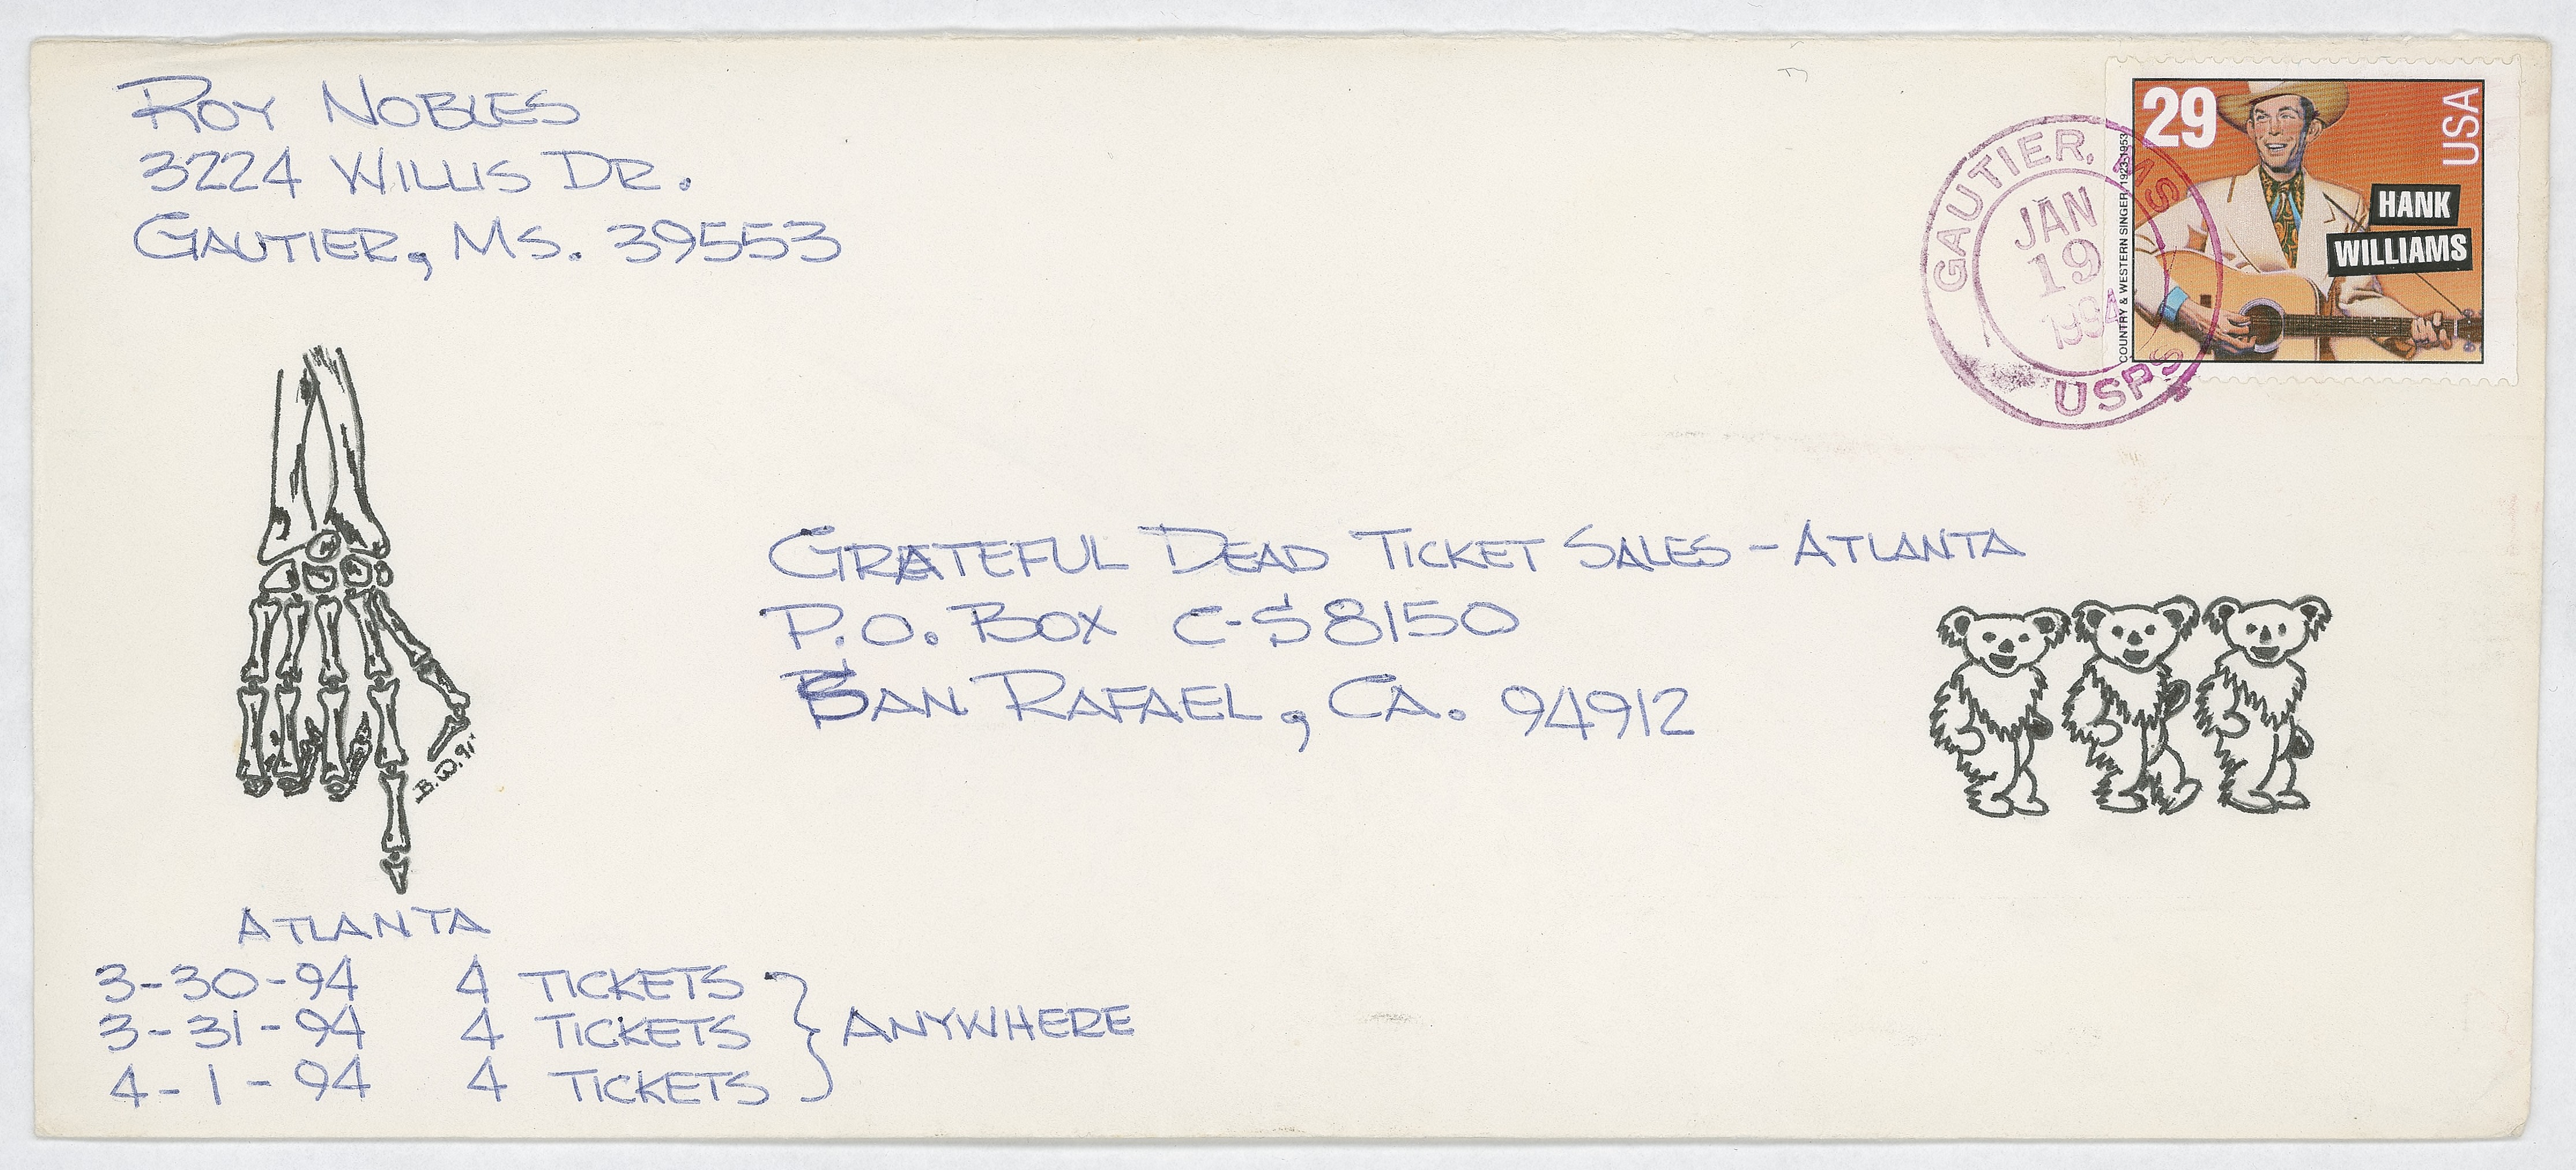 ROY NOBLES
3224 WILLIS DR.
GAUTIER, MS. 39553
29
USA
HANK
WILLIAMS
COUNTRY & WESTERN SINGER, 1923-1953
GAUTIER, MS
JAN
19
1994
USPS
GRATEFUL DEAD TICKET SALES - ATLANTA
P.O. BOX C-S 8150
SAN RAFAEL, CA. 94912
ATLANTA
3-30-94 4 TICKETS
3-31-94 4 TICKETS } ANYWHERE
4-1-94 4 TICKETS